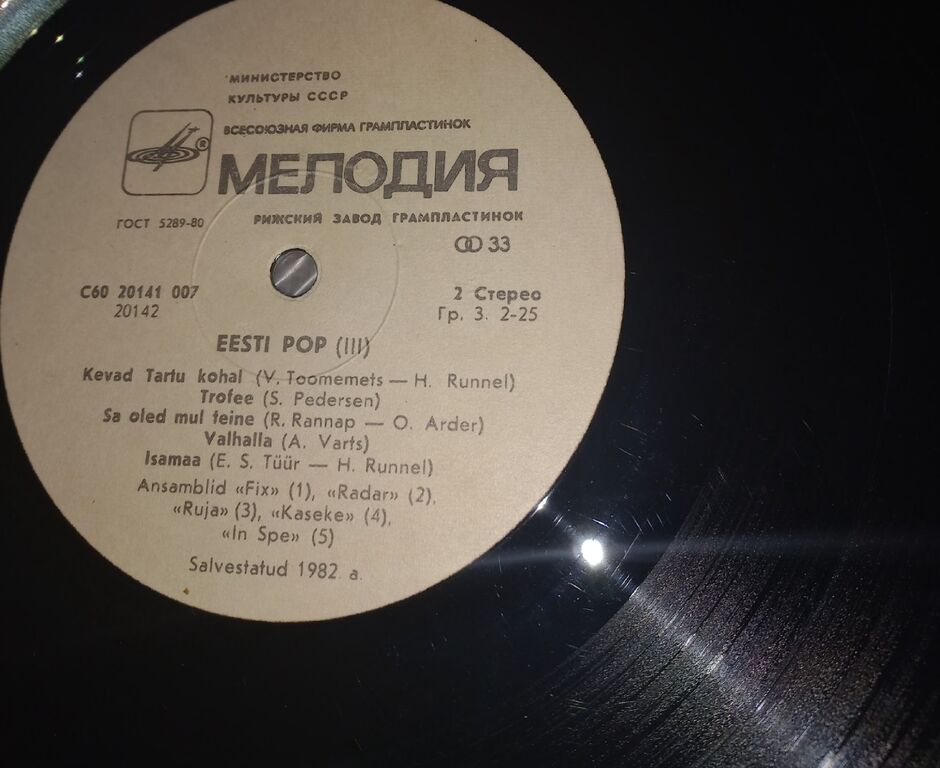 МИНИСТЕРСТВО
КУЛЬТУРЫ СССР
ВСЕСОЮЗНАЯ ФИРМА ГРАМПЛАСТИНОК
®
МЕЛОДИЯ
ГОСТ 5289-80
РИЖСКИЙ ЗАВОД ГРАМПЛАСТИНОК
33
С60 20141 007
20142
2 Стерео
Гр. 3. 2-25
EESTI POP (III)
Kevad Tartu kohal (V. Toomemets — H. Runnel)
Trofee (S. Pedersen)
Sa oled mul teine (R. Rannap — O. Arder)
Valhalla (A. Varts)
Isamaa (E. S. Tüür — H. Runnel)
Ansamblid «Fix» (1), «Radar» (2),
«Ruja» (3), «Kaseke» (4),
«In Spe» (5)
Salvestatud 1982 a.